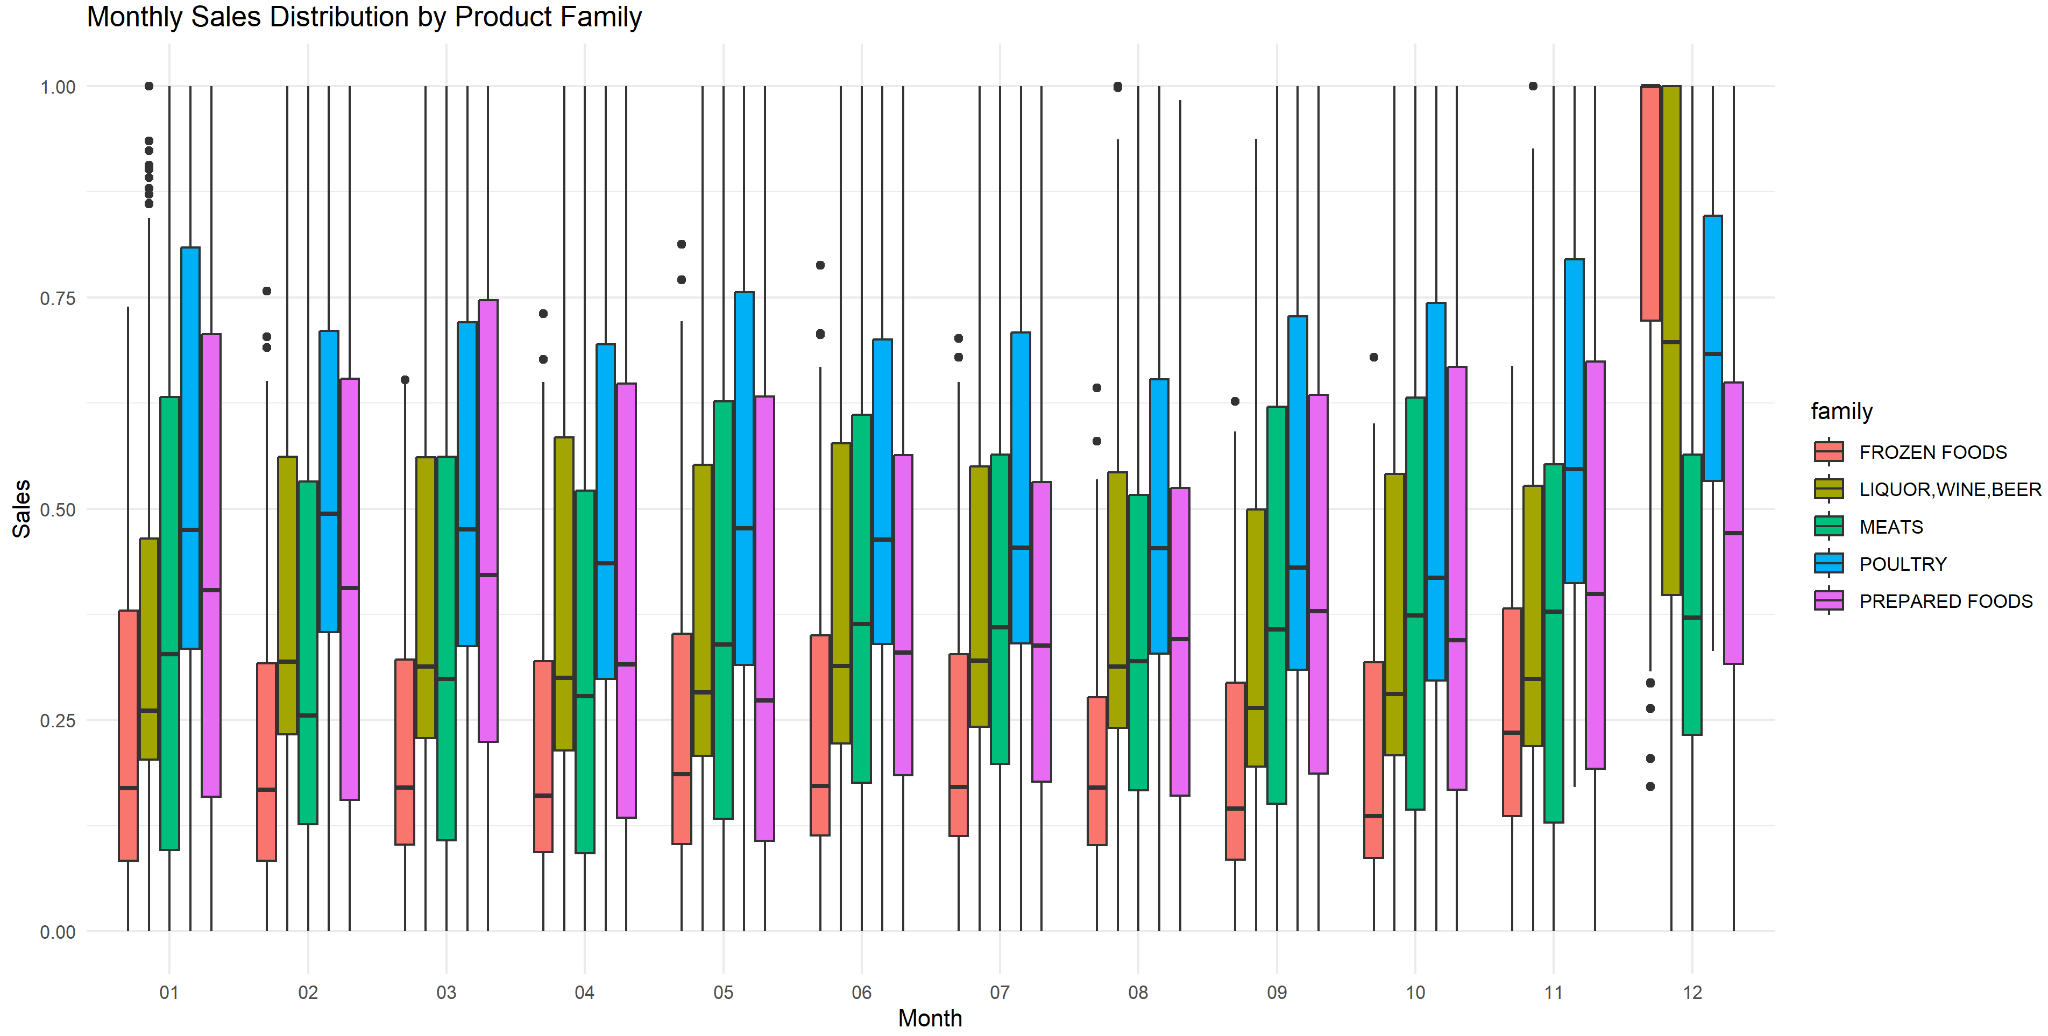 Monthly Sales Distribution by Product Family
1.00
0.75
0.50
0.25
0.00
Sales
01 02 03 04 05 06 07 08 09 10 11 12
Month
family
FROZEN FOODS
LIQUOR,WINE,BEER
MEATS
POULTRY
PREPARED FOODS